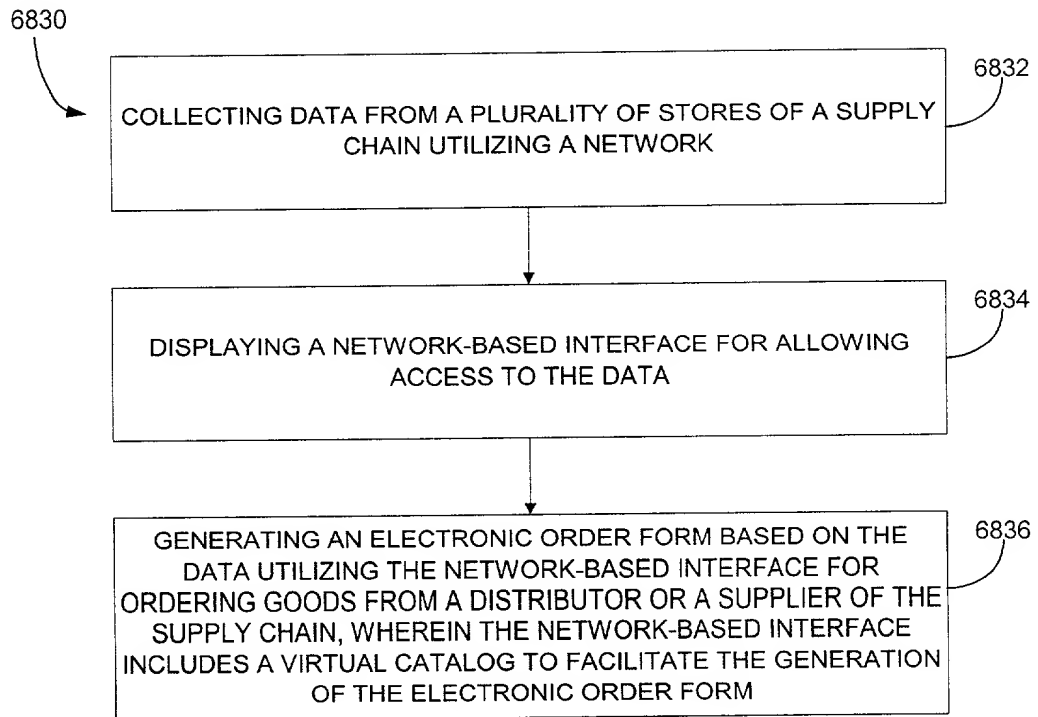 6830
6832
COLLECTING DATA FROM A PLURALITY OF STORES OF A SUPPLY
CHAIN UTILIZING A NETWORK
6834
DISPLAYING A NETWORK-BASED INTERFACE FOR ALLOWING
ACCESS TO THE DATA
6836
GENERATING AN ELECTRONIC ORDER FORM BASED ON THE
DATA UTILIZING THE NETWORK-BASED INTERFACE FOR
ORDERING GOODS FROM A DISTRIBUTOR OR A SUPPLIER OF THE
SUPPLY CHAIN, WHEREIN THE NETWORK-BASED INTERFACE
INCLUDES A VIRTUAL CATALOG TO FACILITATE THE GENERATION
OF THE ELECTRONIC ORDER FORM